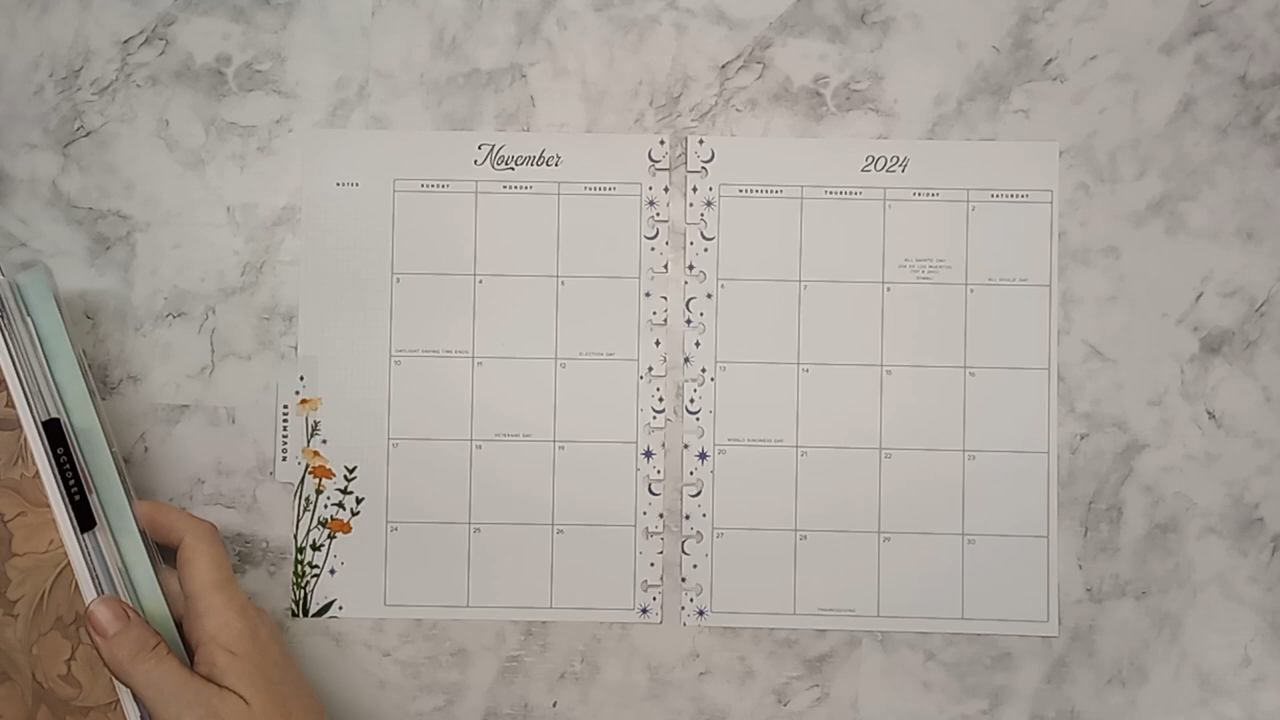 November
2024
NOTES
SUNDAY MONDAY TUESDAY
WEDNESDAY THURSDAY FRIDAY SATURDAY
1 2
ALL SAINTS' DAY
DIWALI
ALL SOULS' DAY
3 4 5
6 7 8 9
DAYLIGHT SAVING TIME ENDS
ELECTION DAY
10 11 12
13 14 15 16
VETERANS DAY
WORLD KINDNESS DAY
17 18 19
20 21 22 23
24 25 26
27 28 29 30
THANKSGIVING
NOVEMBER
OCTOBER